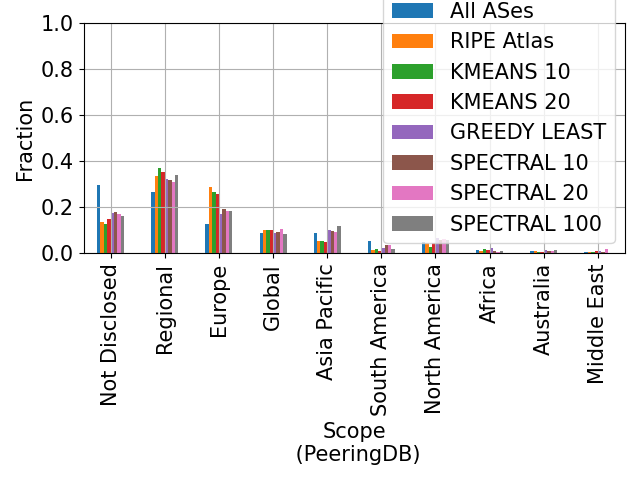 All ASes
RIPE Atlas
KMEANS 10
KMEANS 20
GREEDY LEAST
SPECTRAL 10
SPECTRAL 20
SPECTRAL 100
Fraction
1.0
0.8
0.6
0.4
0.2
0.0
Not Disclosed
Regional
Europe
Global
Asia Pacific
South America
North America
Africa
Australia
Middle East
Scope
(PeeringDB)